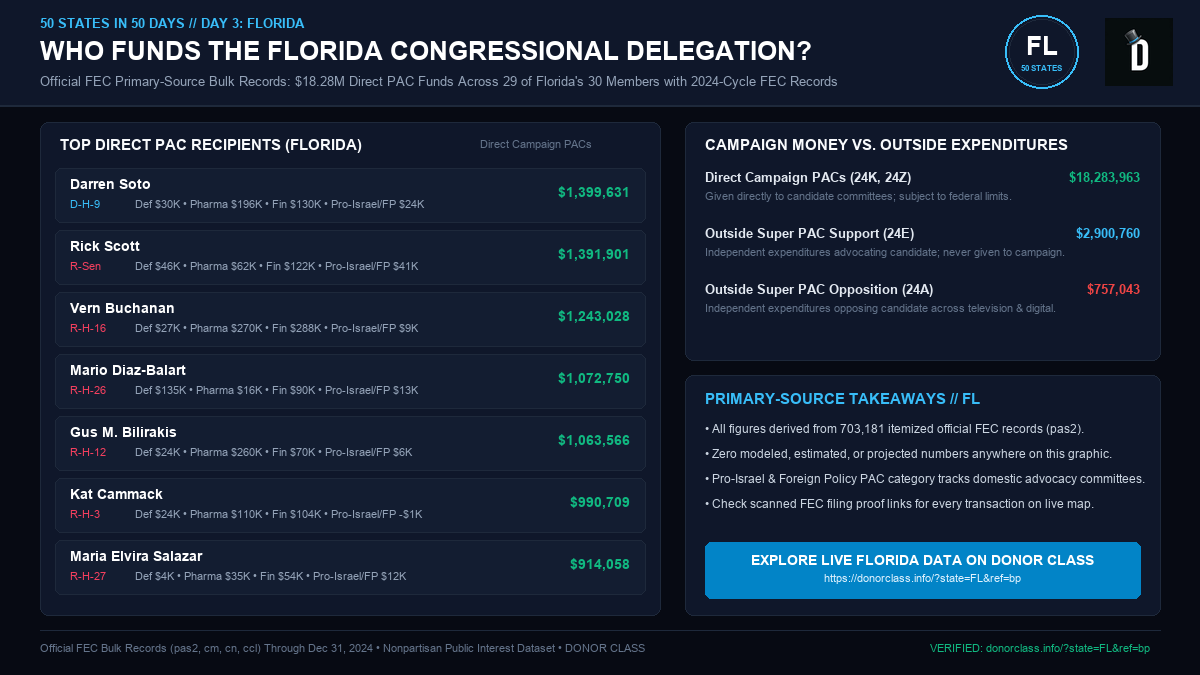 50 STATES IN 50 DAYS // DAY 3: FLORIDA
WHO FUNDS THE FLORIDA CONGRESSIONAL DELEGATION?
Official FEC Primary-Source Bulk Records: $18.28M Direct PAC Funds Across 29 of Florida's 30 Members with 2024-Cycle FEC Records
FL
50 STATES
D
TOP DIRECT PAC RECIPIENTS (FLORIDA)
Direct Campaign PACs
Darren Soto
D-H-9
Def $30K • Pharma $196K • Fin $130K • Pro-Israel/FP $24K
$1,399,631
Rick Scott
R-Sen
Def $46K • Pharma $62K • Fin $122K • Pro-Israel/FP $41K
$1,391,901
Vern Buchanan
R-H-16
Def $27K • Pharma $270K • Fin $288K • Pro-Israel/FP $9K
$1,243,028
Mario Diaz-Balart
R-H-26
Def $135K • Pharma $16K • Fin $90K • Pro-Israel/FP $13K
$1,072,750
Gus M. Bilirakis
R-H-12
Def $24K • Pharma $260K • Fin $70K • Pro-Israel/FP $6K
$1,063,566
Kat Cammack
R-H-3
Def $24K • Pharma $110K • Fin $104K • Pro-Israel/FP -$1K
$990,709
Maria Elvira Salazar
R-H-27
Def $4K • Pharma $35K • Fin $54K • Pro-Israel/FP $12K
$914,058
CAMPAIGN MONEY VS. OUTSIDE EXPENDITURES
Direct Campaign PACs (24K, 24Z)
$18,283,963
Given directly to candidate committees; subject to federal limits.
Outside Super PAC Support (24E)
$2,900,760
Independent expenditures advocating candidate; never given to campaign.
Outside Super PAC Opposition (24A)
$757,043
Independent expenditures opposing candidate across television & digital.
PRIMARY-SOURCE TAKEAWAYS // FL
• All figures derived from 703,181 itemized official FEC records (pas2).
• Zero modeled, estimated, or projected numbers anywhere on this graphic.
• Pro-Israel & Foreign Policy PAC category tracks domestic advocacy committees.
• Check scanned FEC filing proof links for every transaction on live map.
EXPLORE LIVE FLORIDA DATA ON DONOR CLASS
https://donorclass.info/?state=FL&ref=bp
Official FEC Bulk Records (pas2, cm, cn, ccl) Through Dec 31, 2024 • Nonpartisan Public Interest Dataset • DONOR CLASS
VERIFIED: donorclass.info/?state=FL&ref=bp